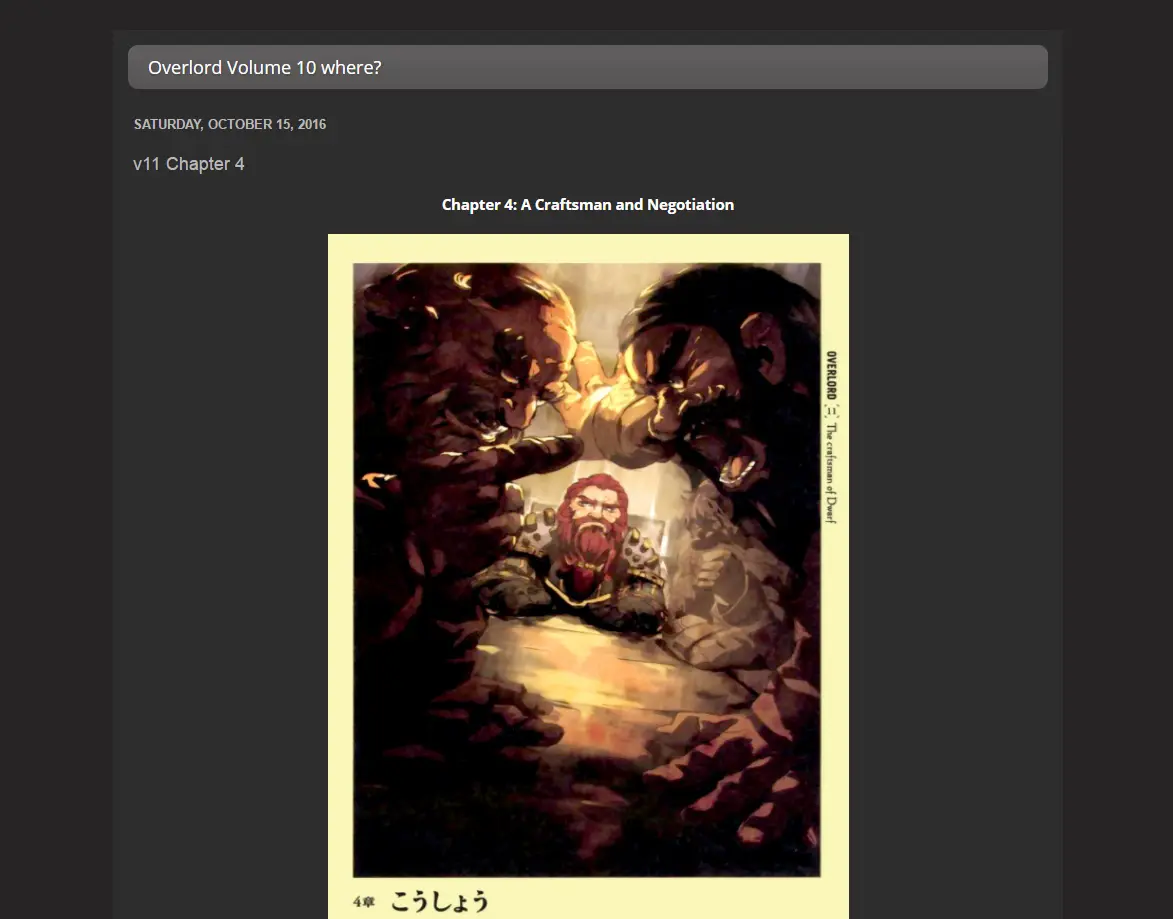 Overlord Volume 10 where?
SATURDAY, OCTOBER 15, 2016
v11 Chapter 4
Chapter 4: A Craftsman and Negotiation
OVERLORD
The craftsman of Dwarf
4章 こうしょう